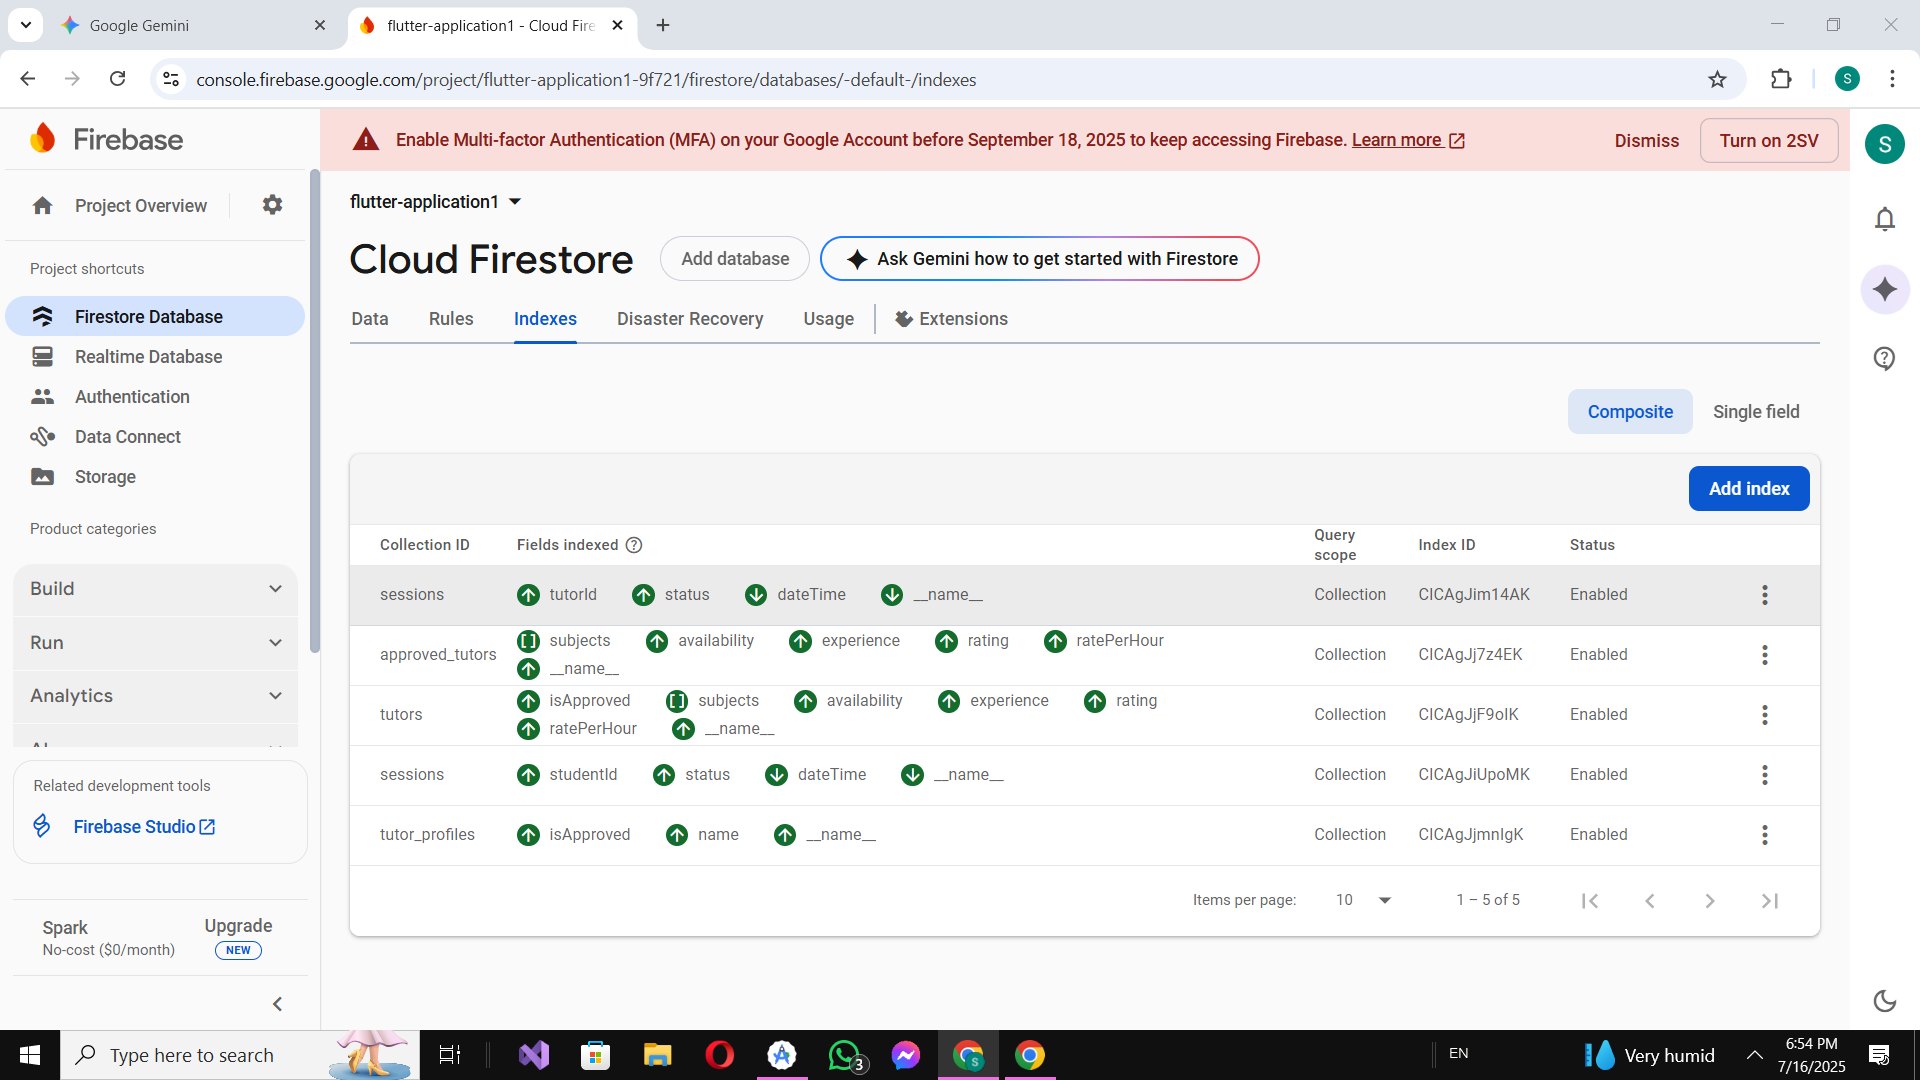 Google Gemini
flutter-application1 - Cloud Fire
console.firebase.google.com/project/flutter-application1-9f721/firestore/databases/-default-/indexes
S
Firebase
Enable Multi-factor Authentication (MFA) on your Google Account before September 18, 2025 to keep accessing Firebase. Learn more
Dismiss
Turn on 2SV
S
Project Overview
Project shortcuts
Firestore Database
Realtime Database
Authentication
Data Connect
Storage
Product categories
Build
Run
Analytics
Related development tools
Firebase Studio
Spark
No-cost ($0/month)
Upgrade
NEW
flutter-application1
Cloud Firestore
Add database
Ask Gemini how to get started with Firestore
Data Rules Indexes Disaster Recovery Usage Extensions
Composite Single field
Add index
Collection ID Fields indexed Query scope Index ID Status
sessions tutorId status dateTime __name__ Collection CICAgJim14AK Enabled
approved_tutors [ ] subjects availability experience rating ratePerHour __name__ Collection CICAgJj7z4EK Enabled
tutors isApproved [ ] subjects availability experience rating ratePerHour __name__ Collection CICAgJjF9oIK Enabled
sessions studentId status dateTime __name__ Collection CICAgJiUpoMK Enabled
tutor_profiles isApproved name __name__ Collection CICAgJjmnIgK Enabled
Items per page: 10 1 – 5 of 5
Type here to search
3
S
EN
Very humid
6:54 PM
7/16/2025